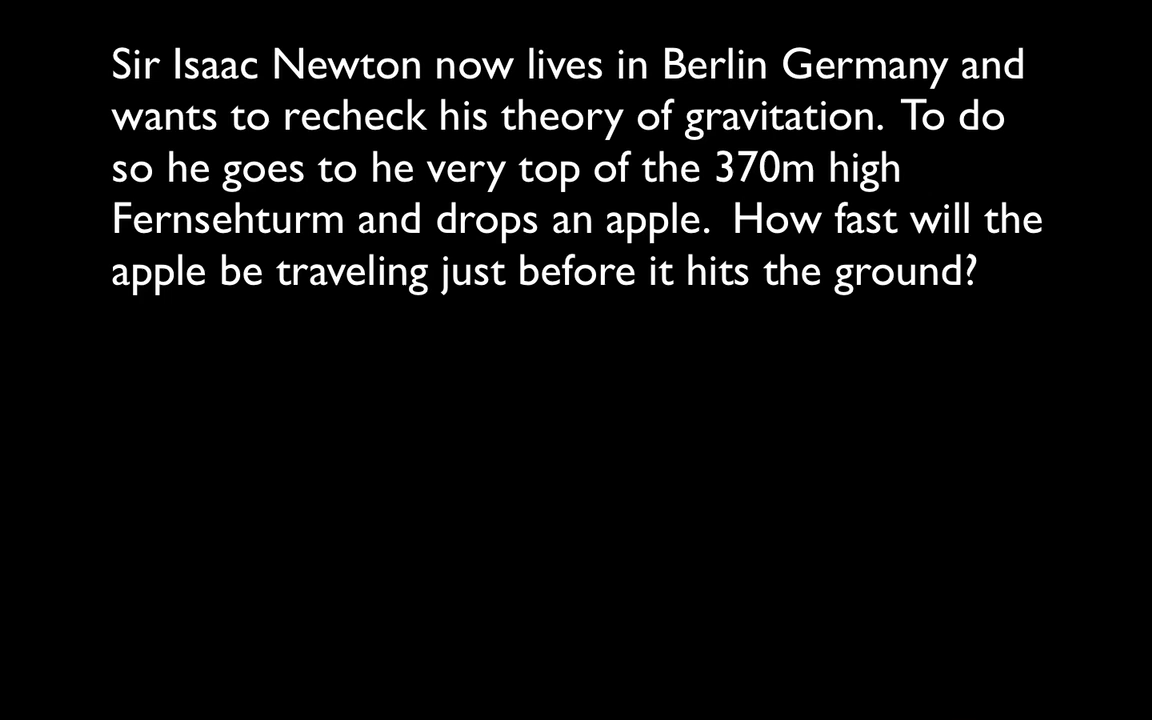 Sir Isaac Newton now lives in Berlin Germany and
wants to recheck his theory of gravitation.  To do
so he goes to he very top of the 370m high
Fernsehturm and drops an apple.  How fast will the
apple be traveling just before it hits the ground?